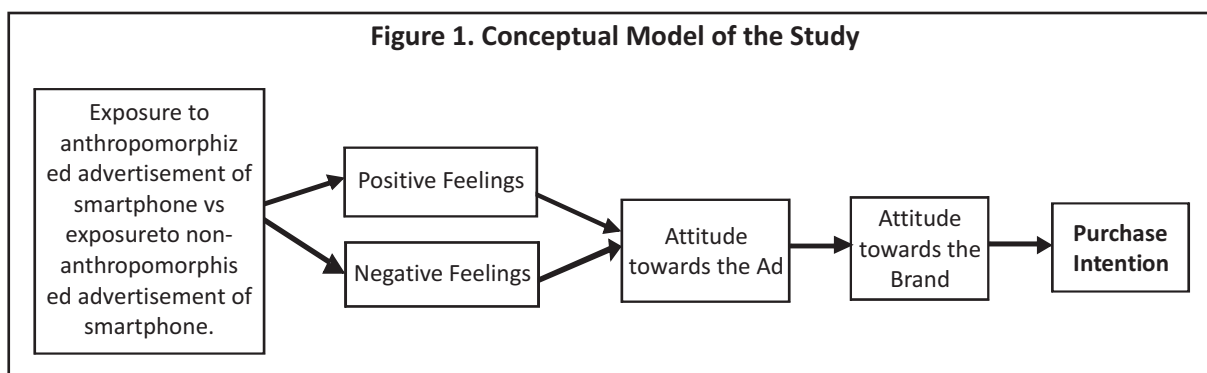 Figure 1. Conceptual Model of the Study
Exposure to
anthropomorphiz
ed advertisement of
smartphone vs
exposureto non-
anthropomorphis
ed advertisement of
smartphone.
Positive Feelings
Negative Feelings
Attitude
towards the Ad
Attitude
towards the
Brand
Purchase
Intention